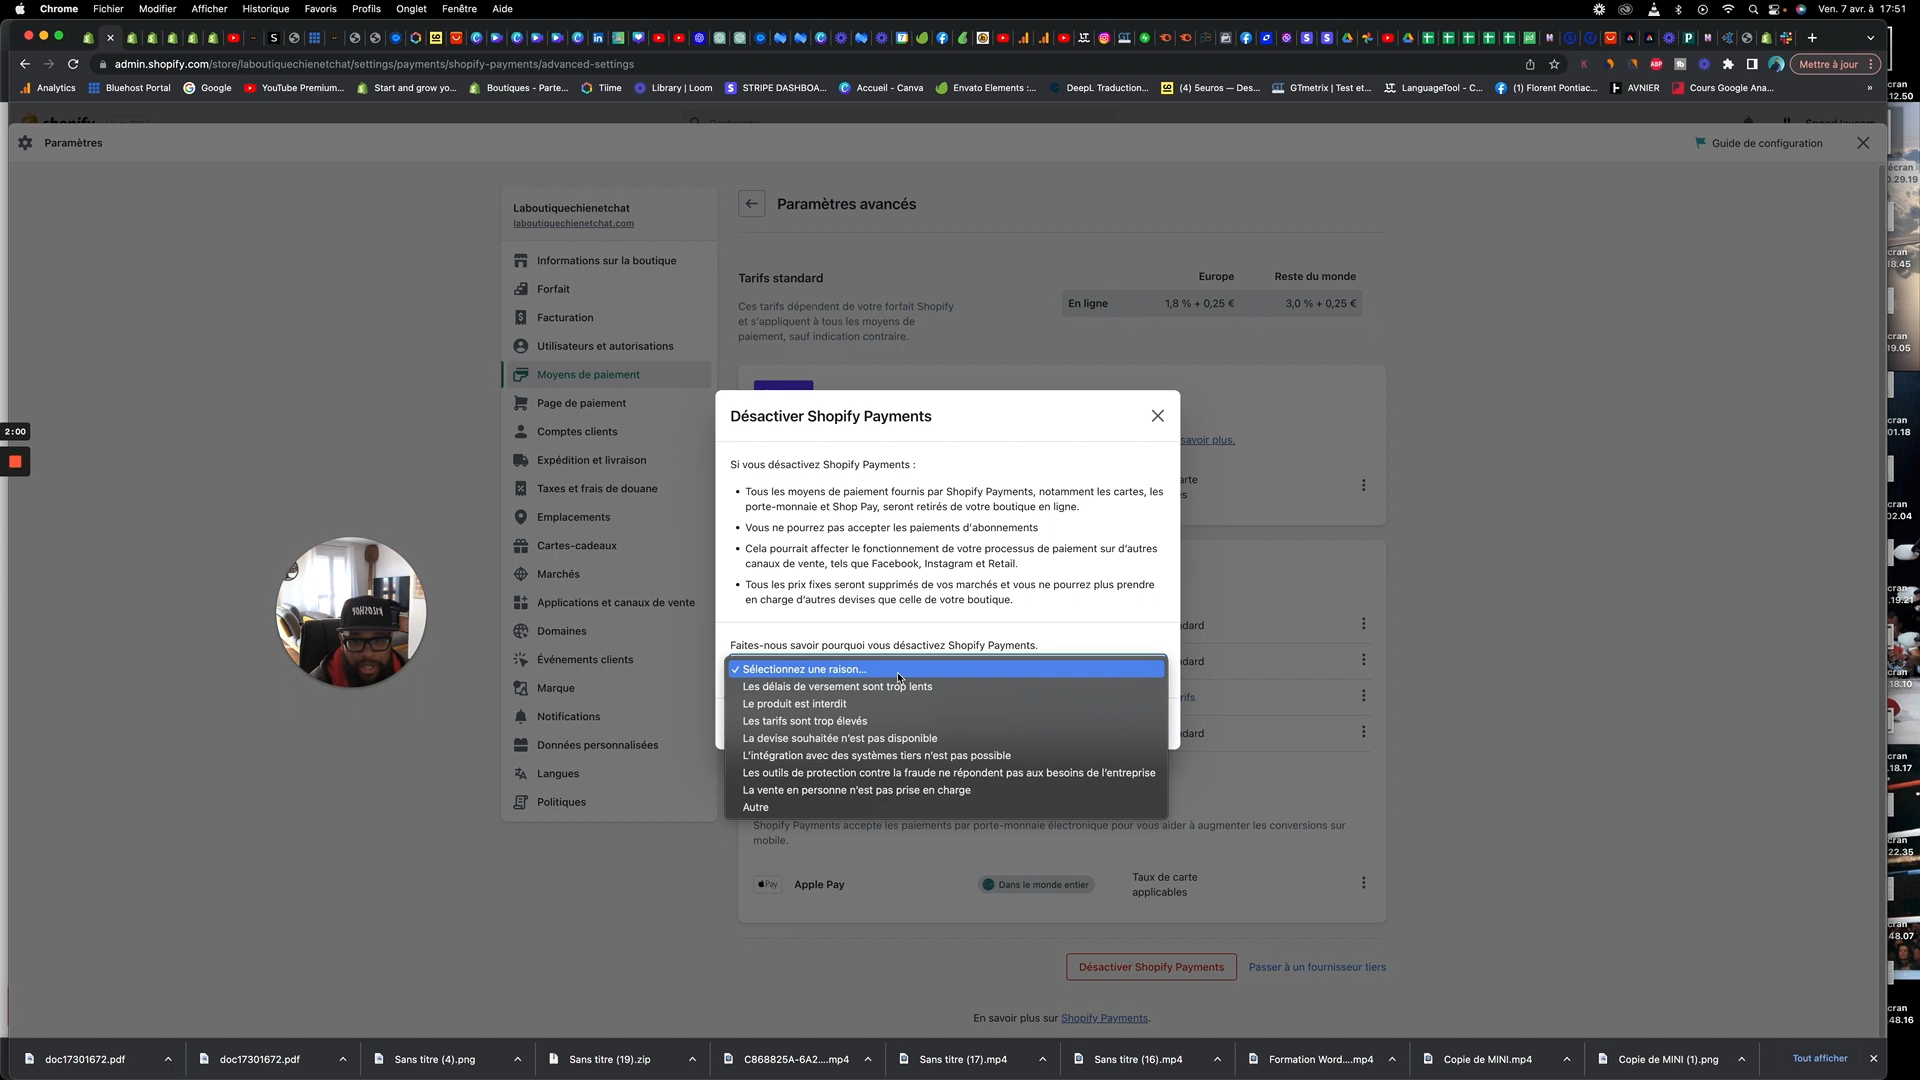 Chrome Fichier Modifier Afficher Historique Favoris Profils Onglet Fenêtre Aide
Ven. 7 avr. à 17:51
admin.shopify.com/store/laboutiquechienetchat/settings/payments/shopify-payments/advanced-settings
Mettre à jour
Analytics Bluehost Portal Google YouTube Premium... Start and grow yo... Boutiques - Parte... Tiime Library | Loom STRIPE DASHBOA... Accueil - Canva Envato Elements :... DeepL Traduction... (4) 5euros — Des... GTmetrix | Test et... LanguageTool - C... (1) Florent Pontiac... AVNIER Cours Google Ana...
Paramètres
Guide de configuration
Laboutiquechienetchat
laboutiquechienetchat.com
Informations sur la boutique
Forfait
Facturation
Utilisateurs et autorisations
Moyens de paiement
Page de paiement
Comptes clients
Expédition et livraison
Taxes et frais de douane
Emplacements
Cartes-cadeaux
Marchés
Applications et canaux de vente
Domaines
Événements clients
Marque
Notifications
Données personnalisées
Langues
Politiques
2:00
Paramètres avancés
Tarifs standard
Ces tarifs dépendent de votre forfait Shopify
et s'appliquent à tous les moyens de
paiement, sauf indication contraire.
Europe Reste du monde
En ligne 1,8 % + 0,25 € 3,0 % + 0,25 €
savoir plus.
Désactiver Shopify Payments
Si vous désactivez Shopify Payments :
• Tous les moyens de paiement fournis par Shopify Payments, notamment les cartes, les
porte-monnaie et Shop Pay, seront retirés de votre boutique en ligne.
• Vous ne pourrez pas accepter les paiements d'abonnements
• Cela pourrait affecter le fonctionnement de votre processus de paiement sur d'autres
canaux de vente, tels que Facebook, Instagram et Retail.
• Tous les prix fixes seront supprimés de vos marchés et vous ne pourrez plus prendre
en charge d'autres devises que celle de votre boutique.
Faites-nous savoir pourquoi vous désactivez Shopify Payments.
✓ Sélectionnez une raison...
Les délais de versement sont trop lents
Le produit est interdit
Les tarifs sont trop élevés
La devise souhaitée n'est pas disponible
L'intégration avec des systèmes tiers n'est pas possible
Les outils de protection contre la fraude ne répondent pas aux besoins de l'entreprise
La vente en personne n'est pas prise en charge
Autre
Shopify Payments accepte les paiements par porte-monnaie électronique pour vous aider à augmenter les conversions sur
mobile.
Pay Apple Pay Dans le monde entier Taux de carte
applicables
Désactiver Shopify Payments Passer à un fournisseur tiers
En savoir plus sur Shopify Payments.
doc17301672.pdf doc17301672.pdf Sans titre (4).png Sans titre (19).zip C868825A-6A2....mp4 Sans titre (17).mp4 Sans titre (16).mp4 Formation Word....mp4 Copie de MINI.mp4 Copie de MINI (1).png Tout afficher